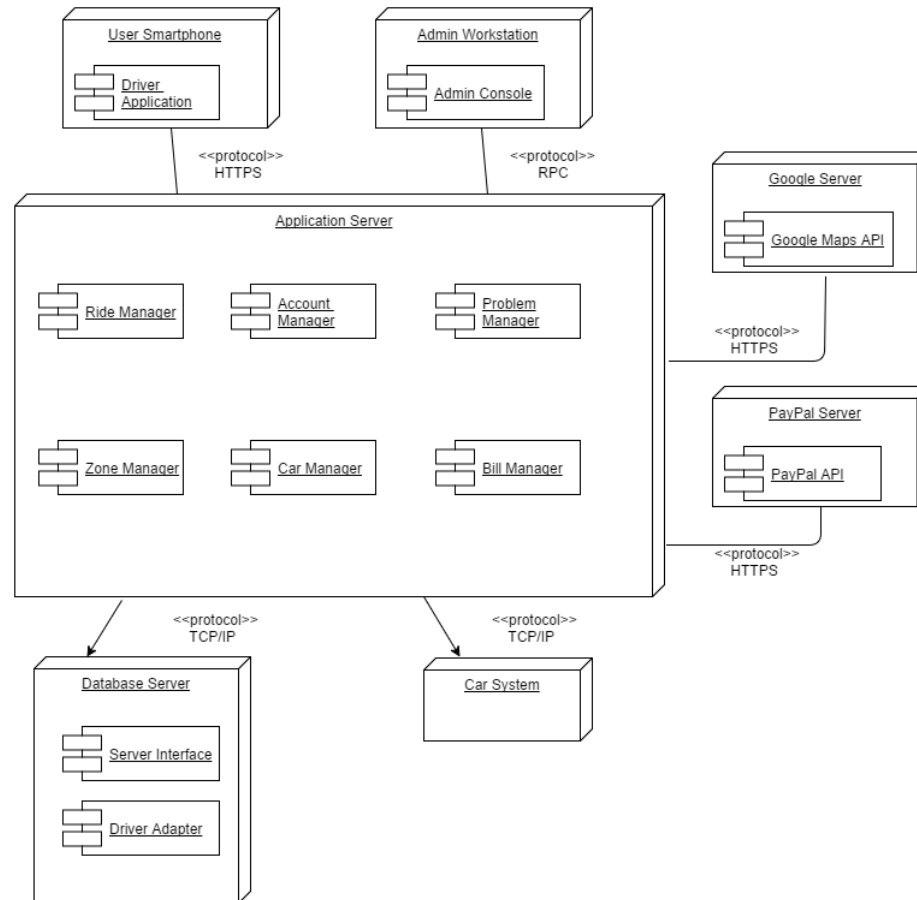 User Smartphone
Driver
Application
Admin Workstation
Admin Console
<<protocol>>
HTTPS
<<protocol>>
RPC
Google Server
Google Maps API
Application Server
Ride Manager
Account
Manager
Problem
Manager
<<protocol>>
HTTPS
PayPal Server
PayPal API
Zone Manager
Car Manager
Bill Manager
<<protocol>>
HTTPS
<<protocol>>
TCP/IP
<<protocol>>
TCP/IP
Database Server
Server Interface
Driver Adapter
Car System